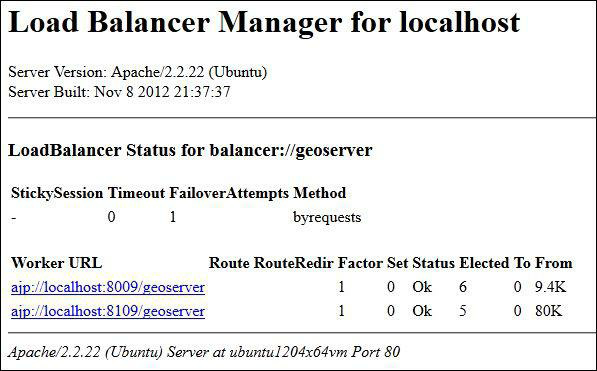 Load Balancer Manager for localhost
Server Version: Apache/2.2.22 (Ubuntu)
Server Built: Nov 8 2012 21:37:37
LoadBalancer Status for balancer://geoserver
StickySession Timeout FailoverAttempts Method
- 0 1 byrequests
Worker URL Route RouteRedir Factor Set Status Elected To From
ajp://localhost:8009/geoserver 1 0 Ok 6 0 9.4K
ajp://localhost:8109/geoserver 1 0 Ok 5 0 80K
Apache/2.2.22 (Ubuntu) Server at ubuntu1204x64vm Port 80